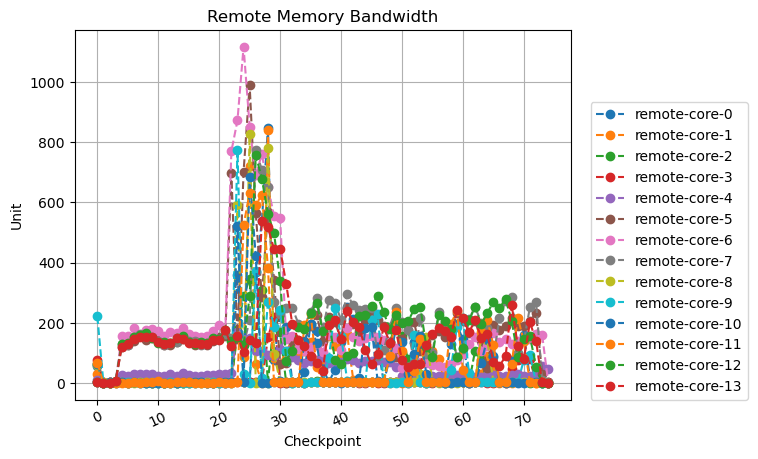 Remote Memory Bandwidth
Unit
1000
800
600
400
200
0
0 10 20 30 40 50 60 70
Checkpoint
remote-core-0
remote-core-1
remote-core-2
remote-core-3
remote-core-4
remote-core-5
remote-core-6
remote-core-7
remote-core-8
remote-core-9
remote-core-10
remote-core-11
remote-core-12
remote-core-13